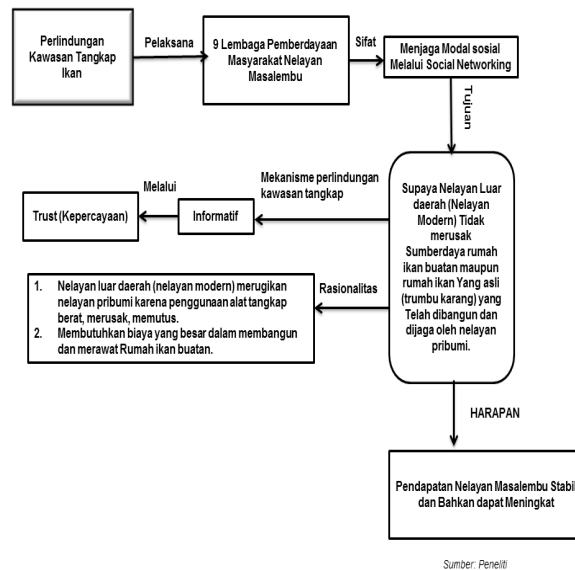 Perlindungan
Kawasan Tangkap
Ikan
Pelaksana
9 Lembaga Pemberdayaan
Masyarakat Nelayan
Masalembu
Sifat
Menjaga Modal sosial
Melalui Social Networking
Tujuan
Supaya Nelayan Luar
daerah (Nelayan
Modern) Tidak
merusak
Sumberdaya rumah
ikan buatan maupun
rumah ikan Yang asli
(trumbu karang) yang
Telah dibangun dan
dijaga oleh nelayan
pribumi.
Mekanisme perlindungan
kawasan tangkap
Informatif
Melalui
Trust (Kepercayaan)
Rasionalitas
1. Nelayan luar daerah (nelayan modern) merugikan
nelayan pribumi karena penggunaan alat tangkap
berat, merusak, memutus.
2. Membutuhkan biaya yang besar dalam membangun
dan merawat Rumah ikan buatan.
HARAPAN
Pendapatan Nelayan Masalembu Stabil
dan Bahkan dapat Meningkat
Sumber: Peneliti